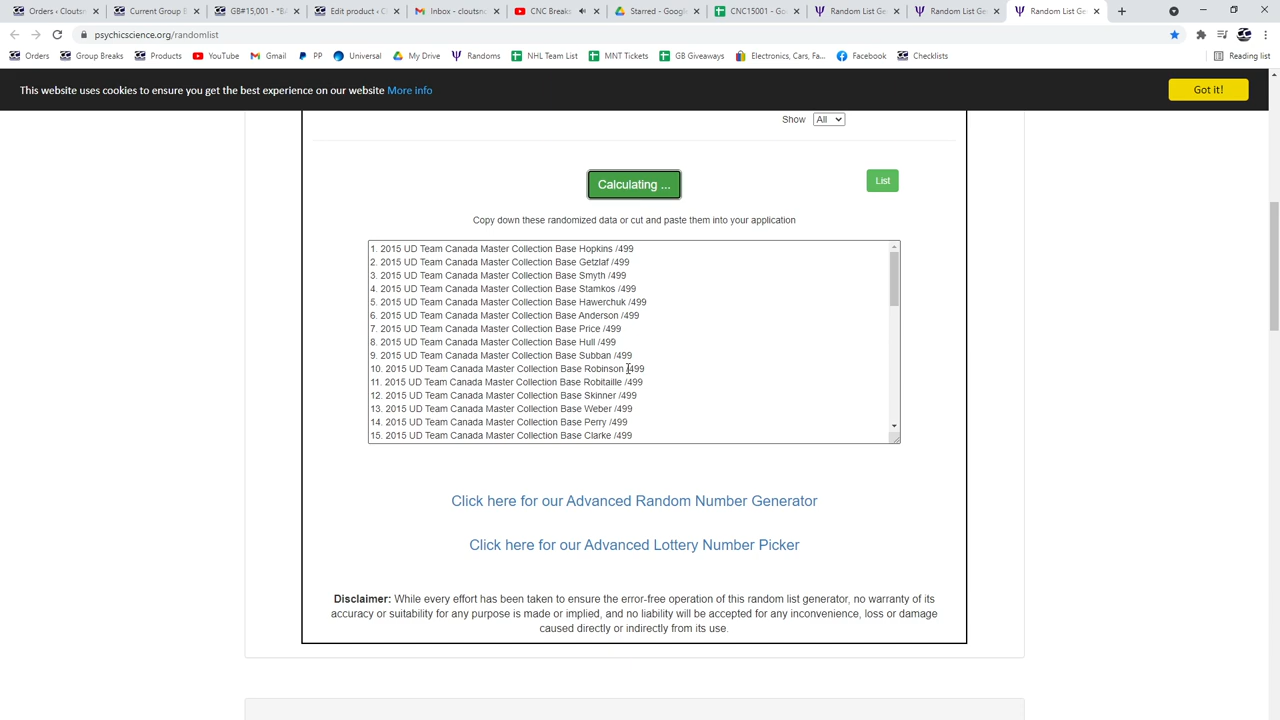 Orders ‹ Cloutsn
Current Group B
GB#15,001 - *B
Edit product ‹ C
Inbox - cloutsno
CNC Break
Starred - Google
CNC15001 - Go
Random List Ge
Random List Ge
Random List Ge
psychicscience.org/randomlist
Orders
Group Breaks
Products
YouTube
Gmail
PP
Universal
My Drive
Randoms
NHL Team List
MNT Tickets
GB Giveaways
Electronics, Cars, Fa...
Facebook
Checklists
Reading list
This website uses cookies to ensure you get the best experience on our website More info
Got it!
Show All
Calculating ...
List
Copy down these randomized data or cut and paste them into your application
1. 2015 UD Team Canada Master Collection Base Hopkins /499
2. 2015 UD Team Canada Master Collection Base Getzlaf /499
3. 2015 UD Team Canada Master Collection Base Smyth /499
4. 2015 UD Team Canada Master Collection Base Stamkos /499
5. 2015 UD Team Canada Master Collection Base Hawerchuk /499
6. 2015 UD Team Canada Master Collection Base Anderson /499
7. 2015 UD Team Canada Master Collection Base Price /499
8. 2015 UD Team Canada Master Collection Base Hull /499
9. 2015 UD Team Canada Master Collection Base Subban /499
10. 2015 UD Team Canada Master Collection Base Robinson /499
11. 2015 UD Team Canada Master Collection Base Robitaille /499
12. 2015 UD Team Canada Master Collection Base Skinner /499
13. 2015 UD Team Canada Master Collection Base Weber /499
14. 2015 UD Team Canada Master Collection Base Perry /499
15. 2015 UD Team Canada Master Collection Base Clarke /499
Click here for our Advanced Random Number Generator
Click here for our Advanced Lottery Number Picker
Disclaimer: While every effort has been taken to ensure the error-free operation of this random list generator, no warranty of its
accuracy or suitability for any purpose is made or implied, and no liability will be accepted for any inconvenience, loss or damage
caused directly or indirectly from its use.